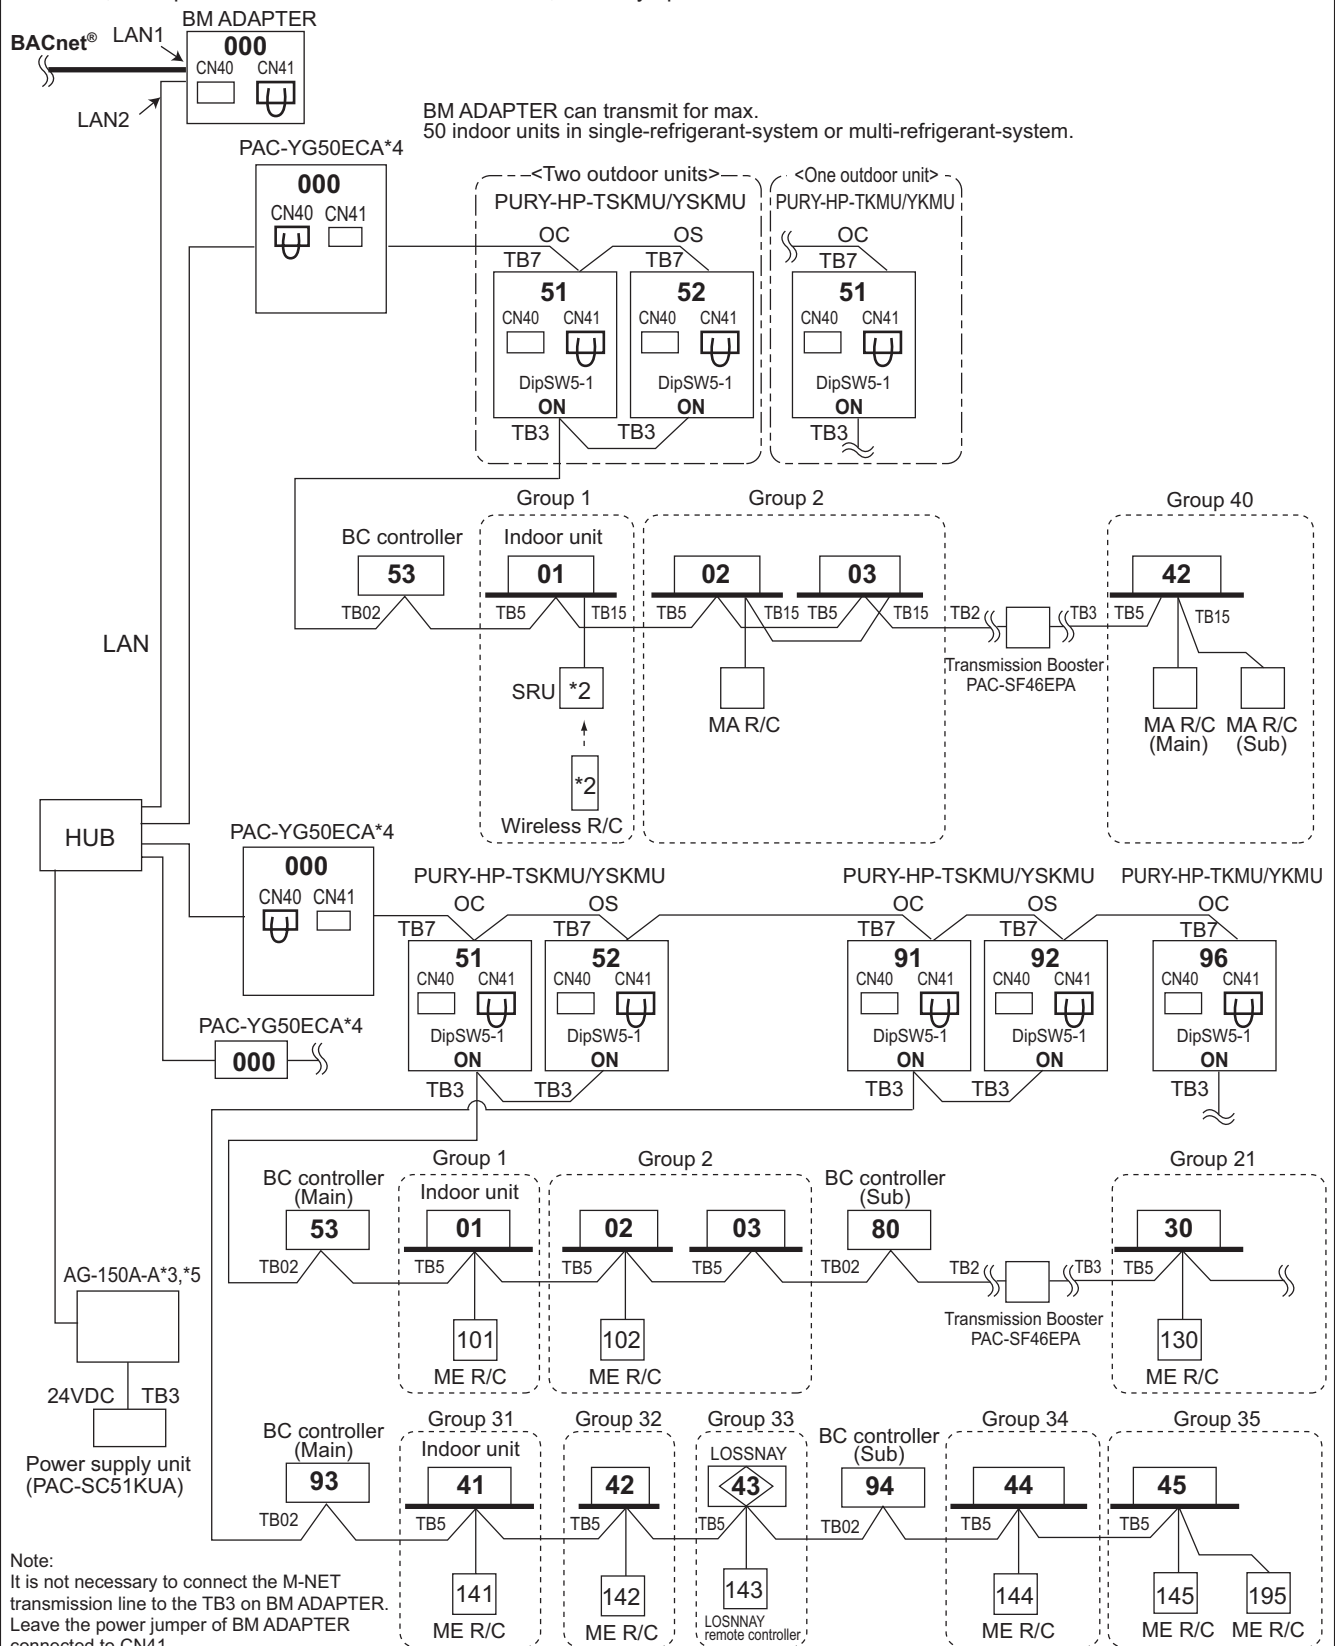 BM ADAPTER
BACnet® LAN1
000
CN40 CN41
LAN2
BM ADAPTER can transmit for max.
50 indoor units in single-refrigerant-system or multi-refrigerant-system.
PAC-YG50ECA*4
000
CN40 CN41
<Two outdoor units>
PURY-HP-TSKMU/YSKMU
<One outdoor unit>
PURY-HP-TKMU/YKMU
OC OS OC
TB7 TB7 TB7
51 52 51
CN40 CN41 CN40 CN41 CN40 CN41
DipSW5-1 DipSW5-1 DipSW5-1
ON ON ON
TB3 TB3 TB3
Group 1 Group 2 Group 40
BC controller Indoor unit
53 01 02 03 42
TB02 TB5 TB15 TB5 TB15 TB5 TB15 TB2 TB3 TB5 TB15
Transmission Booster
PAC-SF46EPA
LAN
SRU *2
MA R/C
MA R/C
(Main)
MA R/C
(Sub)
*2
Wireless R/C
HUB
PAC-YG50ECA*4
000
CN40 CN41
PURY-HP-TSKMU/YSKMU PURY-HP-TSKMU/YSKMU PURY-HP-TKMU/YKMU
OC OS OC OS OC
TB7 TB7 TB7 TB7 TB7
51 52 91 92 96
CN40 CN41 CN40 CN41 CN40 CN41 CN40 CN41 CN40 CN41
DipSW5-1 DipSW5-1 DipSW5-1 DipSW5-1 DipSW5-1
ON ON ON ON ON
TB3 TB3 TB3 TB3 TB3
PAC-YG50ECA*4
000
Group 1 Group 2 Group 21
BC controller
(Main)
Indoor unit
BC controller
(Sub)
53 01 02 03 80 30
TB02 TB5 TB5 TB5 TB02 TB2 TB3 TB5
Transmission Booster
PAC-SF46EPA
101 102 130
ME R/C ME R/C ME R/C
AG-150A-A*3,*5
24VDC TB3
Power supply unit
(PAC-SC51KUA)
Group 31 Group 32 Group 33 Group 34 Group 35
BC controller
(Main)
Indoor unit
LOSSNAY
BC controller
(Sub)
93 41 42 43 94 44 45
TB02 TB5 TB5 TB5 TB02 TB5 TB5
141 142 143 144 145 195
ME R/C ME R/C
LOSNNAY
remote controller
ME R/C ME R/C ME R/C
Note:
It is not necessary to connect the M-NET
transmission line to the TB3 on BM ADAPTER.
Leave the power jumper of BM ADAPTER
connected to CN41